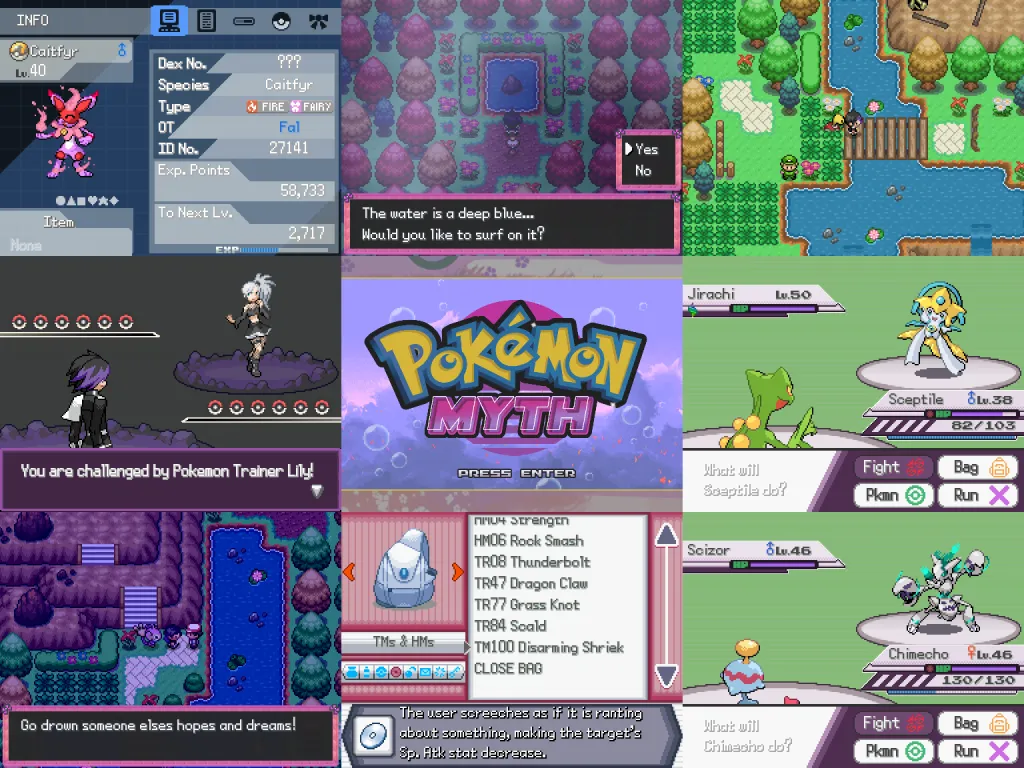 INFO
Caitfyr ♂
Lv.40
Item
None
Dex No. ???
Species Caitfyr
Type FIRE FAIRY
OT Fal
ID No. 27141
Exp. Points
58,733
To Next Lv.
2,717
EXP
Yes
No
The water is a deep blue...
Would you like to surf on it?
You are challenged by Pokemon Trainer Lily!
POKéMON
MYTH
PRESS ENTER
Jirachi Lv.50
HP
Sceptile ♂Lv.38
HP
82/103
What will
Sceptile do?
Fight Bag
Pkmn Run
Go drown someone elses hopes and dreams!
TMs & HMs
HM04 Strength
HM06 Rock Smash
TR08 Thunderbolt
TR47 Dragon Claw
TR77 Grass Knot
TR84 Scald
TM100 Disarming Shriek
CLOSE BAG
The user screeches as if it is ranting
about something, making the target's
Sp. Atk stat decrease.
Scizor ♂Lv.46
HP
Chimecho ♀Lv.46
HP
130/130
What will
Chimecho do?
Fight Bag
Pkmn Run